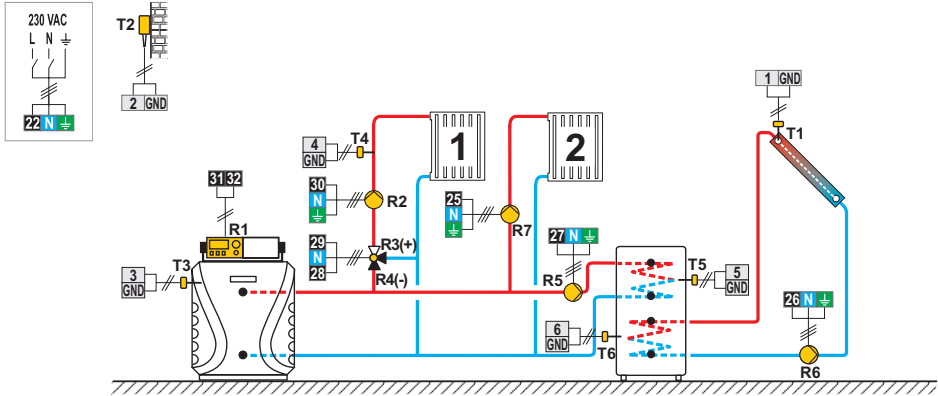 230 VAC
L N
22 N
T2
2 GND
1 GND
T1
4
GND
T4
1
2
31 32
R1
30
N
R2
25
N
R7
29
N
28
R3(+)
R4(-)
27 N
R5
3
GND
T3
T5
5
GND
6
GND
T6
26 N
R6